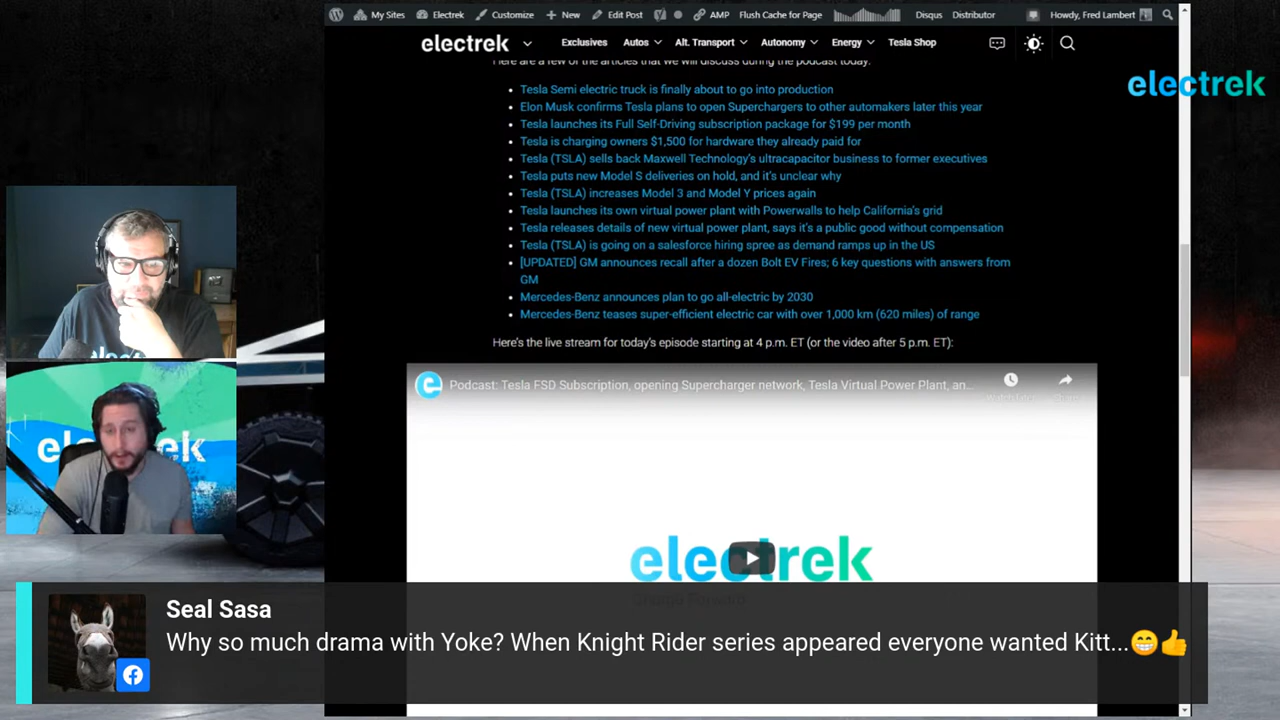 My Sites Electrek Customize New Edit Post AMP Flush Cache for Page Disqus Distributor Howdy, Fred Lambert
electrek Exclusives Autos Alt. Transport Autonomy Energy Tesla Shop
electrek
Here are a few of the articles that we will discuss during the podcast today:
Tesla Semi electric truck is finally about to go into production
Elon Musk confirms Tesla plans to open Superchargers to other automakers later this year
Tesla launches its Full Self-Driving subscription package for $199 per month
Tesla is charging owners $1,500 for hardware they already paid for
Tesla (TSLA) sells back Maxwell Technology's ultracapacitor business to former executives
Tesla puts new Model S deliveries on hold, and it's unclear why
Tesla (TSLA) increases Model 3 and Model Y prices again
Tesla launches its own virtual power plant with Powerwalls to help California's grid
Tesla releases details of new virtual power plant, says it's a public good without compensation
Tesla (TSLA) is going on a salesforce hiring spree as demand ramps up in the US
[UPDATED] GM announces recall after a dozen Bolt EV Fires; 6 key questions with answers from
GM
Mercedes-Benz announces plan to go all-electric by 2030
Mercedes-Benz teases super-efficient electric car with over 1,000 km (620 miles) of range
Here's the live stream for today's episode starting at 4 p.m. ET (or the video after 5 p.m. ET):
e Podcast: Tesla FSD Subscription, opening Supercharger network, Tesla Virtual Power Plant, an...
Watch later Share
electrek
Seal Sasa
Why so much drama with Yoke? When Knight Rider series appeared everyone wanted Kitt...😁👍